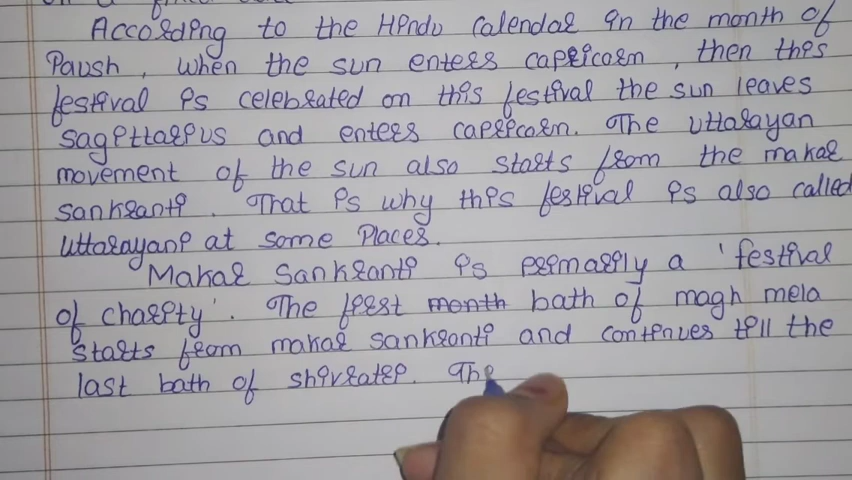 According to the Hindu Calendar in the month of
Paush, when the sun enters capricorn, then this
festival is celebrated on this festival the sun leaves
sagittarius and enters capricorn. The Uttarayan
movement of the sun also starts from the makar
sankranti. That is why this festival is also called
Uttarayani at some Places.
Makar Sankranti is primarily a 'festival
of charity'. The first month bath of magh mela
starts from makar sankranti and continues till the
last bath of shivratri. The